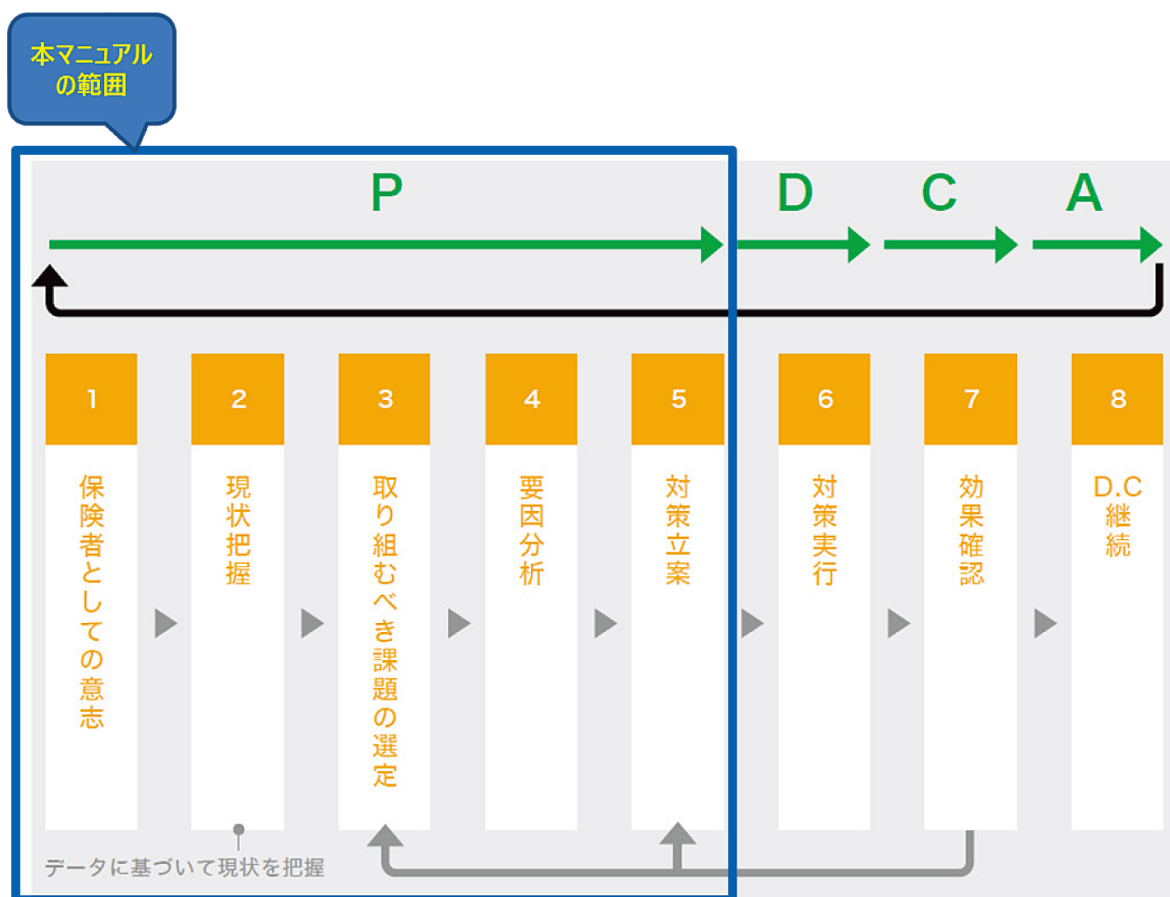 本マニュアル
の範囲
P
D
C
A
1
2
3
4
5
6
7
8
保険者としての意志
現状把握
取り組むべき課題の選定
要因分析
対策立案
対策実行
効果確認
D.C
継続
データに基づいて現状を把握